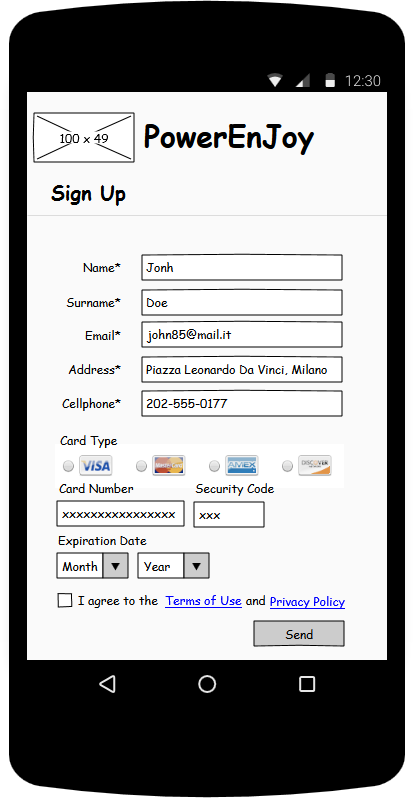 12:30
100 x 49
PowerEnJoy
Sign Up
Name* Jonh
Surname* Doe
Email* john85@mail.it
Address* Piazza Leonardo Da Vinci, Milano
Cellphone* 202-555-0177
Card Type
VISA MasterCard AMEX DISCOVER
Card Number Security Code
xxxxxxxxxxxxxxxx xxx
Expiration Date
Month Year
I agree to the Terms of Use and Privacy Policy
Send